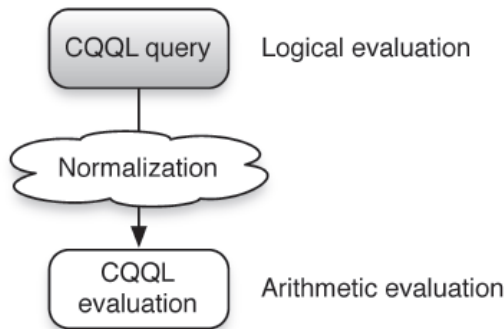 CQQL query
Logical evaluation
Normalization
CQQL
evaluation
Arithmetic evaluation